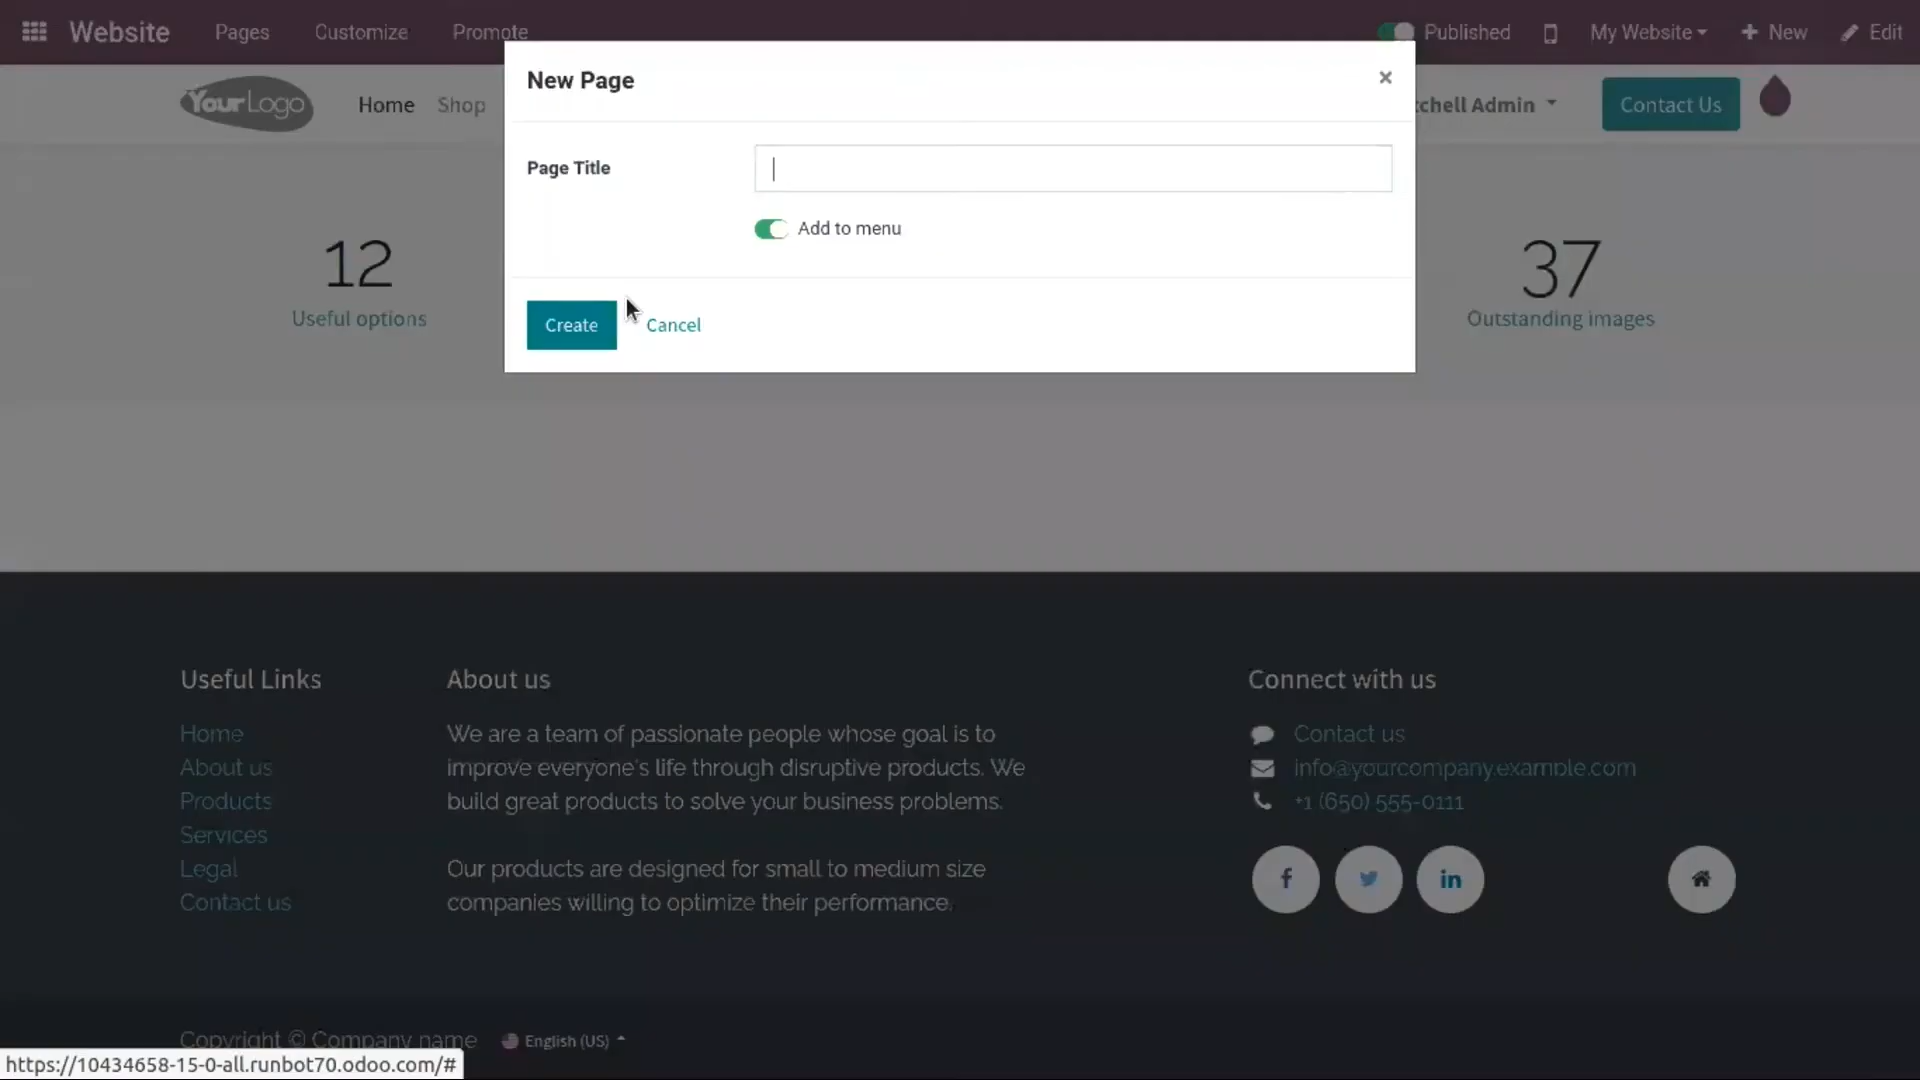 Website Pages Customize Promote Published My Website New Edit
New Page
×
YourLogo Home Shop chell Admin Contact Us
Page Title
Add to menu
12
Useful options
37
Outstanding images
Create Cancel
Useful Links
Home
About us
Products
Services
Legal
Contact us
About us
We are a team of passionate people whose goal is to
improve everyone's life through disruptive products. We
build great products to solve your business problems.
Our products are designed for small to medium size
companies willing to optimize their performance.
Connect with us
Contact us
info@yourcompany.example.com
+1 (650) 555-0111
Copyright © Company name English (US)
https://10434658-15-0-all.runbot70.odoo.com/#